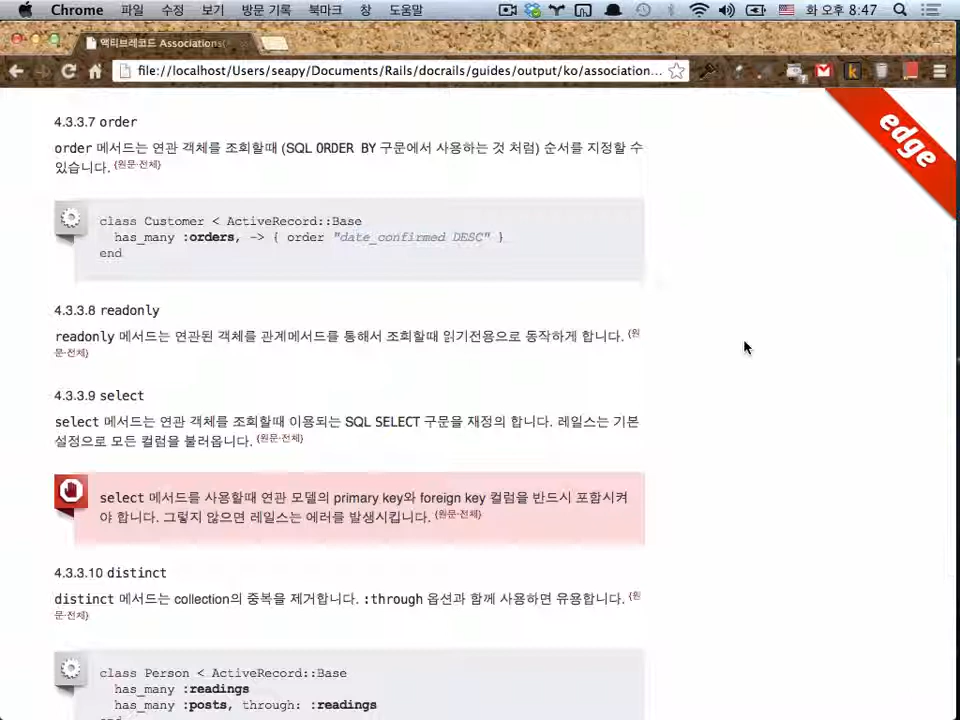 Chrome 파일 수정 보기 방문 기록 북마크 창 도움말 화 오후 8:47
액티브레코드 Associations(
file://localhost/Users/seapy/Documents/Rails/docrails/guides/output/ko/association...
edge
4.3.3.7 order
order 메서드는 연관 객체를 조회할때 (SQL ORDER BY 구문에서 사용하는 것 처럼) 순서를 지정할 수
있습니다. {원문·전체}
class Customer < ActiveRecord::Base
has_many :orders, -> { order "date_confirmed DESC" }
end
4.3.3.8 readonly
readonly 메서드는 연관된 객체를 관계메서드를 통해서 조회할때 읽기전용으로 동작하게 합니다. {원
문·전체}
4.3.3.9 select
select 메서드는 연관 객체를 조회할때 이용되는 SQL SELECT 구문을 재정의 합니다. 레일스는 기본
설정으로 모든 컬럼을 불러옵니다. {원문·전체}
select 메서드를 사용할때 연관 모델의 primary key와 foreign key 컬럼을 반드시 포함시켜
야 합니다. 그렇지 않으면 레일스는 에러를 발생시킵니다. {원문·전체}
4.3.3.10 distinct
distinct 메서드는 collection의 중복을 제거합니다. :through 옵션과 함께 사용하면 유용합니다. {원
문·전체}
class Person < ActiveRecord::Base
has_many :readings
has_many :posts, through: :readings
end